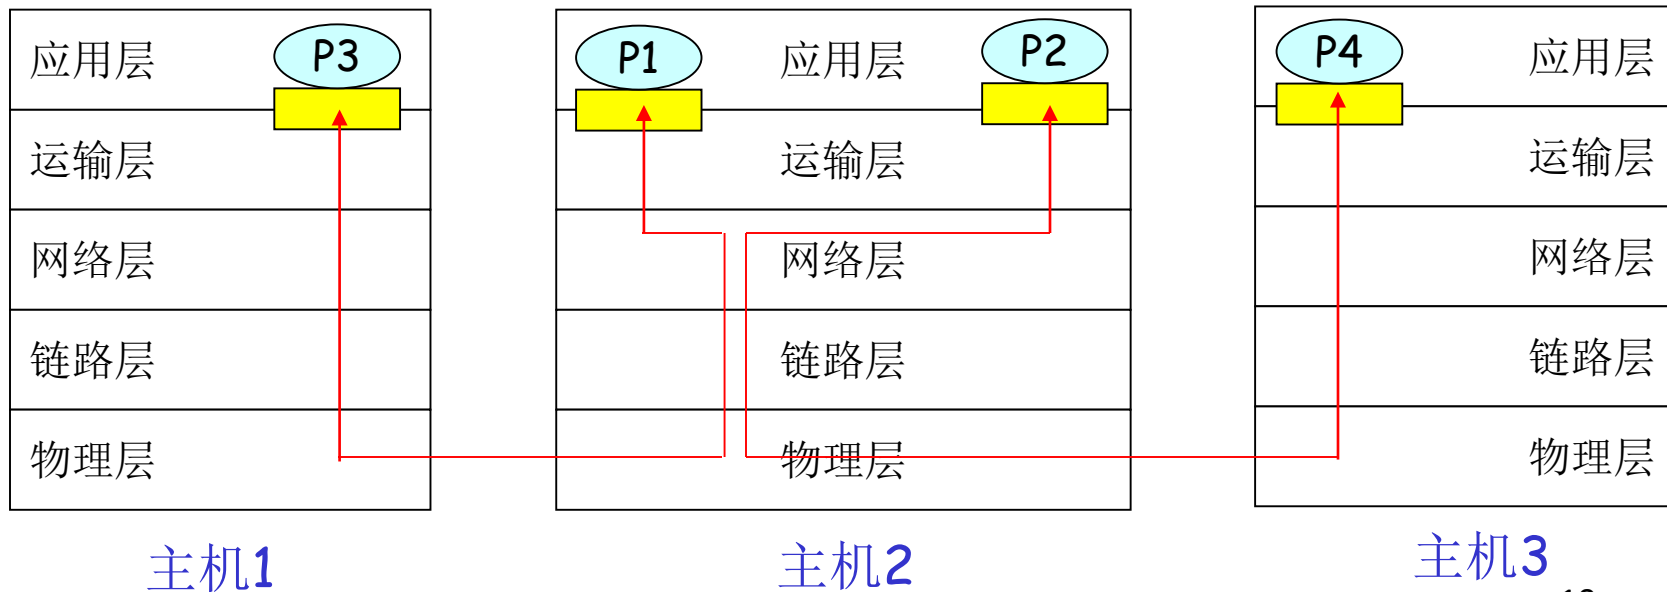 应用层 P3 P1 应用层 P2 P4 应用层
运输层 运输层 运输层
网络层 网络层 网络层
链路层 链路层 链路层
物理层 物理层 物理层
主机1 主机2 主机3